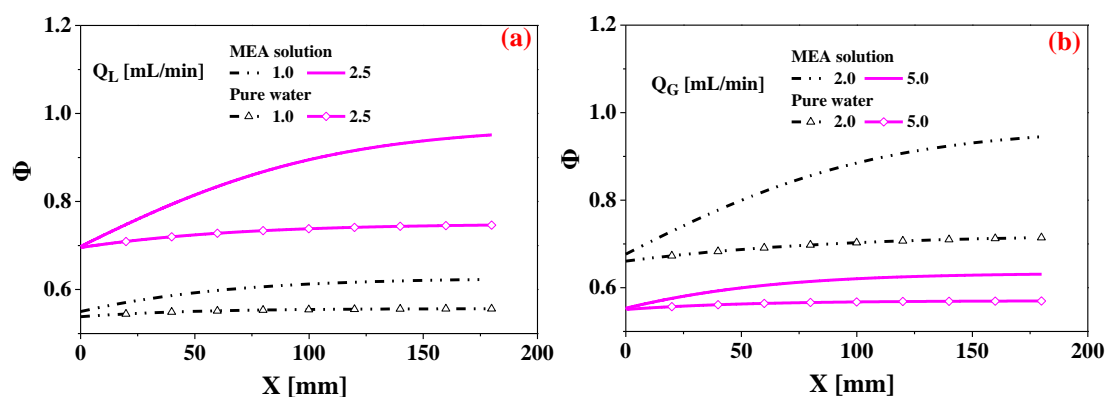 (a)
MEA solution
Q_L [mL/min]
1.0 2.5
Pure water
1.0 2.5
1.2
1.0
0.8
0.6
Φ
0 50 100 150 200
X [mm]
(b)
MEA solution
2.0 5.0
Q_G [mL/min]
Pure water
2.0 5.0
1.2
1.0
0.8
0.6
Φ
0 50 100 150 200
X [mm]